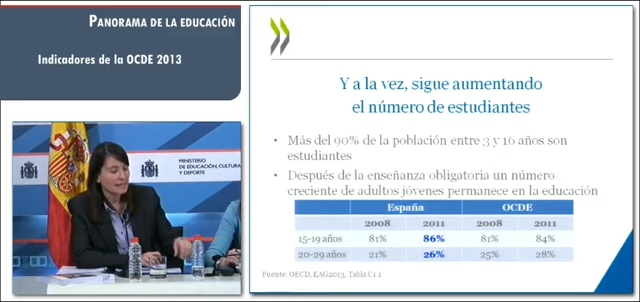 PANORAMA DE LA EDUCACIÓN
Indicadores de la OCDE 2013
MINISTERIO
DE EDUCACIÓN, CULTURA
Y DEPORTE
Y a la vez, sigue aumentando
el número de estudiantes
• Más del 90% de la población entre 3 y 16 años son
estudiantes
• Después de la enseñanza obligatoria un número
creciente de adultos jóvenes permanece en la educación
España OCDE
2008 2011 2008 2011
15-19 años 81% 86% 81% 84%
20-29 años 21% 26% 25% 28%
Fuente: OECD, EAG2013, Tabla C1.1